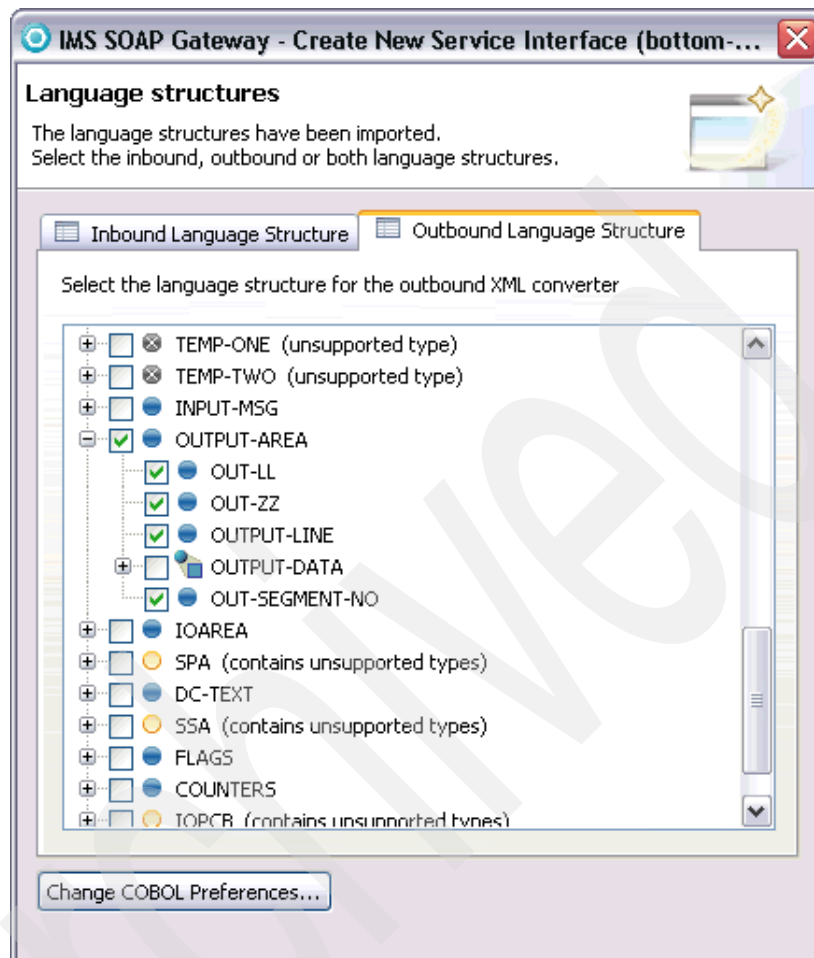 IMS SOAP Gateway - Create New Service Interface (bottom-...
Language structures
The language structures have been imported.
Select the inbound, outbound or both language structures.
Inbound Language Structure
Outbound Language Structure
Select the language structure for the outbound XML converter
TEMP-ONE (unsupported type)
TEMP-TWO (unsupported type)
INPUT-MSG
OUTPUT-AREA
OUT-LL
OUT-ZZ
OUTPUT-LINE
OUTPUT-DATA
OUT-SEGMENT-NO
IOAREA
SPA (contains unsupported types)
DC-TEXT
SSA (contains unsupported types)
FLAGS
COUNTERS
IOPCB (contains unsupported types)
Change COBOL Preferences...